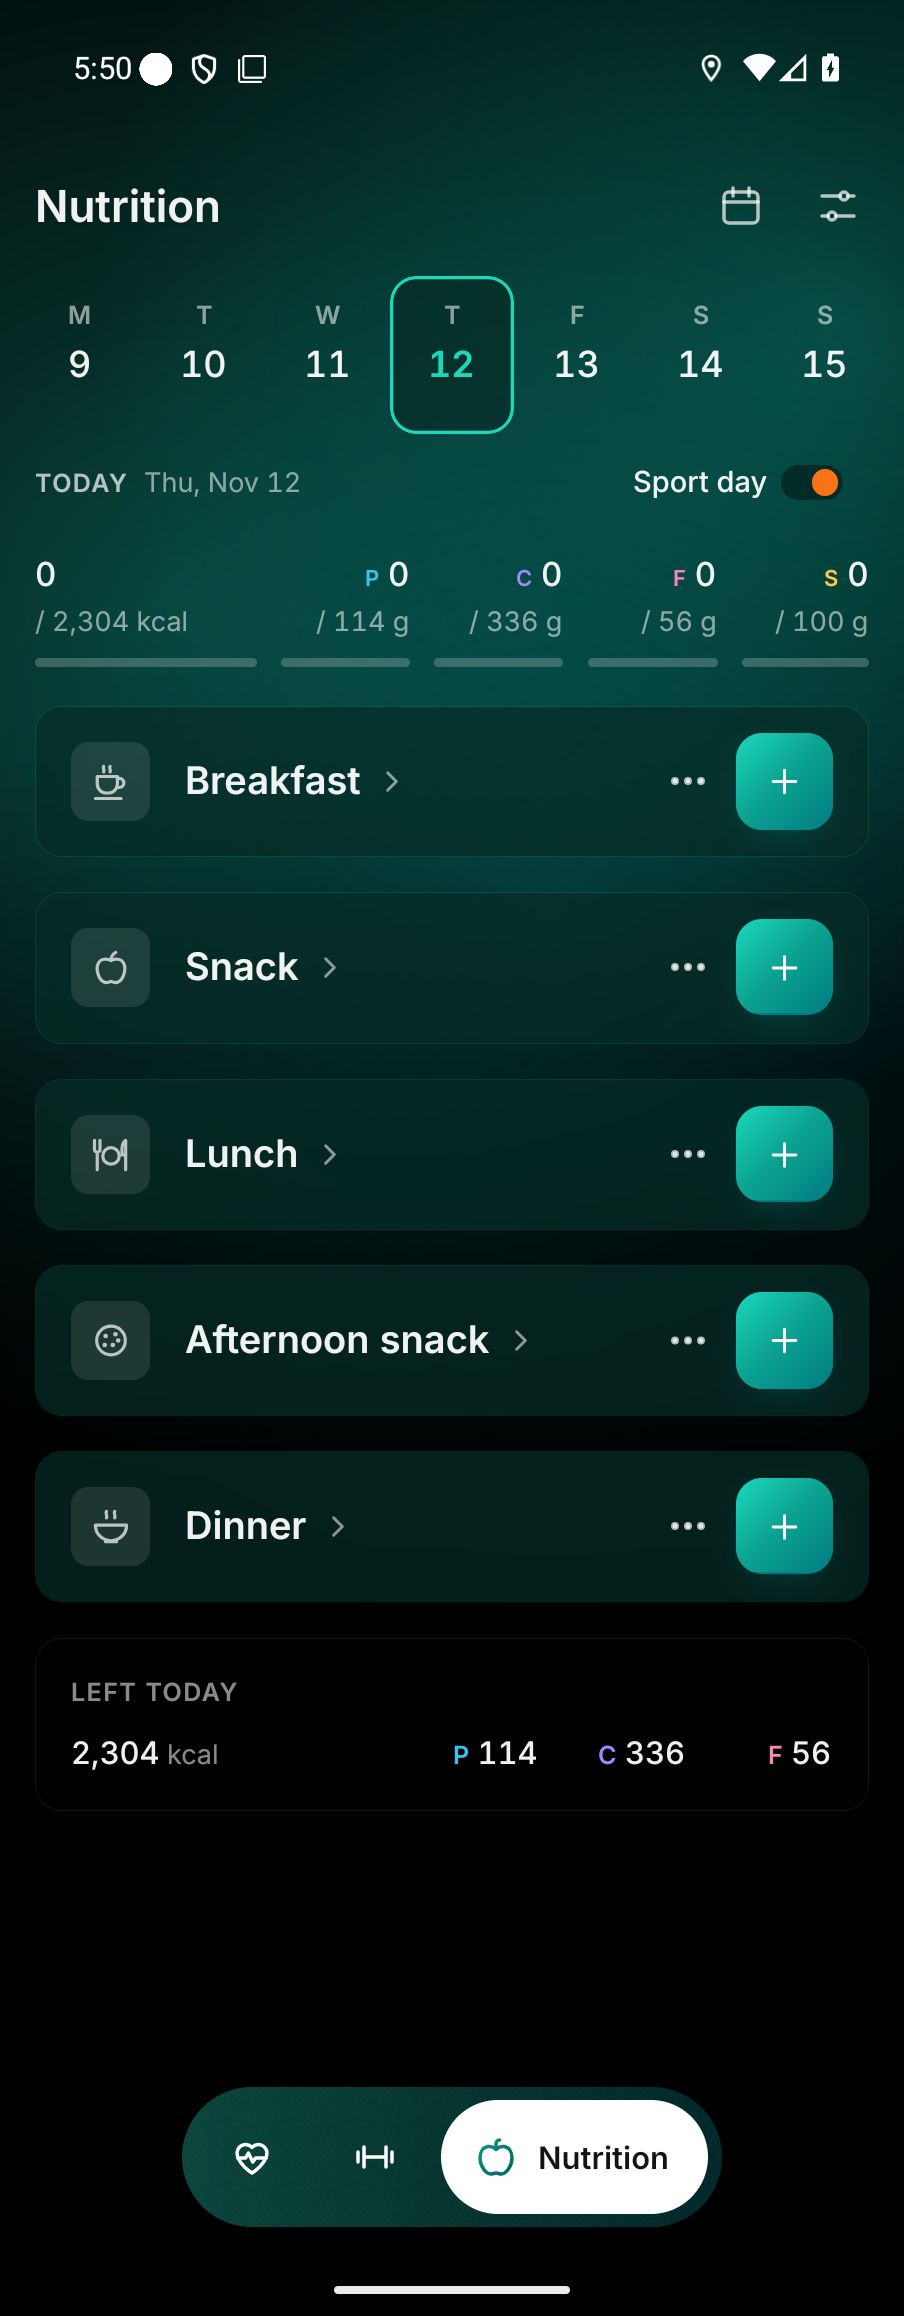 5:50
Nutrition
M T W T F S S
9 10 11 12 13 14 15
TODAY Thu, Nov 12 Sport day
0 P 0 C 0 F 0 S 0
/ 2,304 kcal / 114 g / 336 g / 56 g / 100 g
Breakfast
Snack
Lunch
Afternoon snack
Dinner
LEFT TODAY
2,304 kcal P 114 C 336 F 56
Nutrition